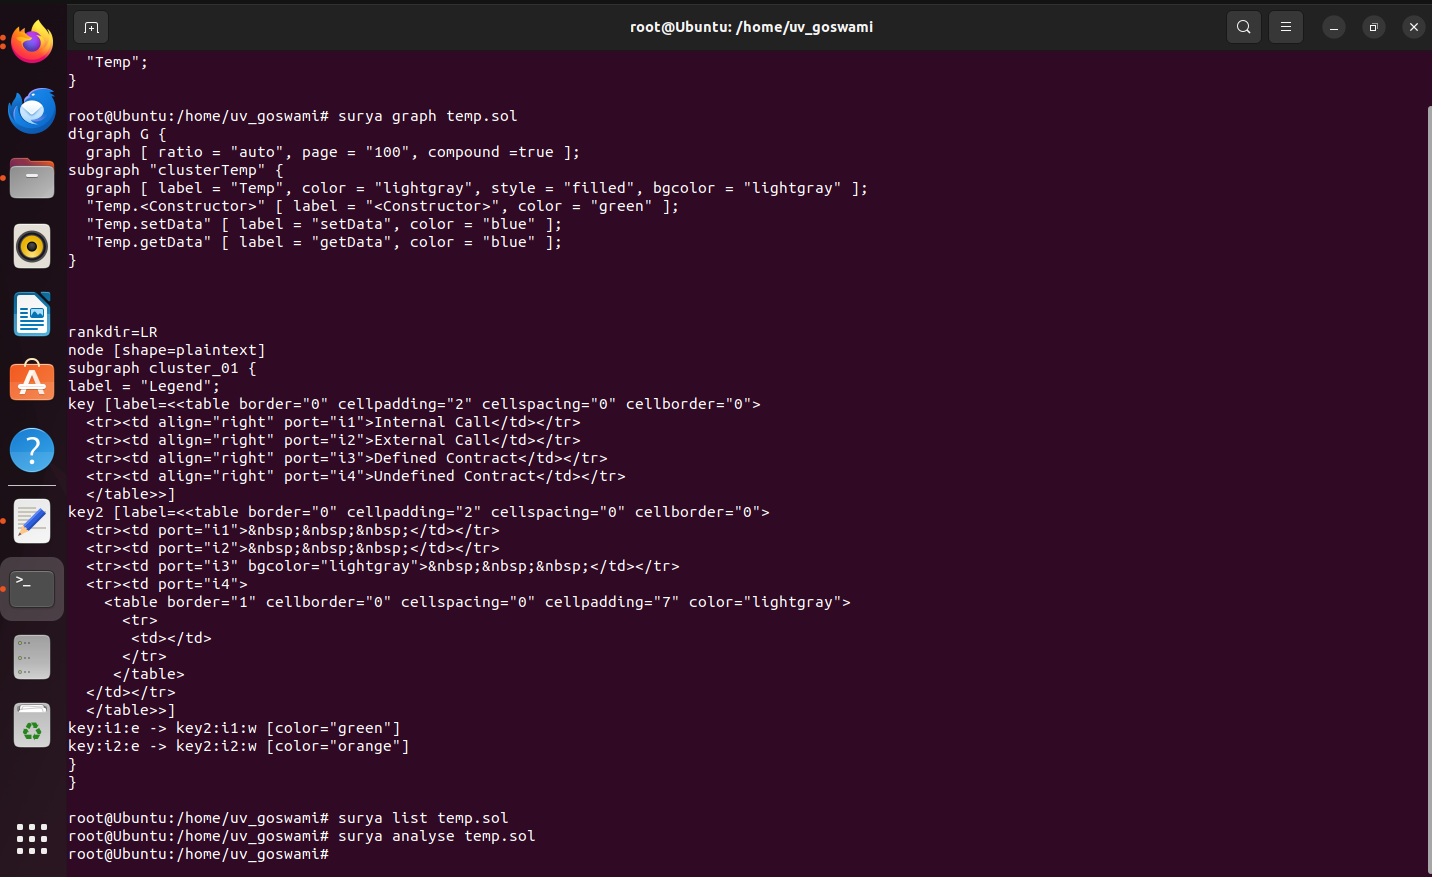 root@Ubuntu: /home/uv_goswami
  "Temp";
}
root@Ubuntu:/home/uv_goswami# surya graph temp.sol
digraph G {
  graph [ ratio = "auto", page = "100", compound =true ];
subgraph "clusterTemp" {
  graph [ label = "Temp", color = "lightgray", style = "filled", bgcolor = "lightgray" ];
  "Temp.<Constructor>" [ label = "<Constructor>", color = "green" ];
  "Temp.setData" [ label = "setData", color = "blue" ];
  "Temp.getData" [ label = "getData", color = "blue" ];
}
rankdir=LR
node [shape=plaintext]
subgraph cluster_01 {
label = "Legend";
key [label=<<table border="0" cellpadding="2" cellspacing="0" cellborder="0">
  <tr><td align="right" port="i1">Internal Call</td></tr>
  <tr><td align="right" port="i2">External Call</td></tr>
  <tr><td align="right" port="i3">Defined Contract</td></tr>
  <tr><td align="right" port="i4">Undefined Contract</td></tr>
  </table>>]
key2 [label=<<table border="0" cellpadding="2" cellspacing="0" cellborder="0">
  <tr><td port="i1">&nbsp;&nbsp;&nbsp;</td></tr>
  <tr><td port="i2">&nbsp;&nbsp;&nbsp;</td></tr>
  <tr><td port="i3" bgcolor="lightgray">&nbsp;&nbsp;&nbsp;</td></tr>
  <tr><td port="i4">
    <table border="1" cellborder="0" cellspacing="0" cellpadding="7" color="lightgray">
      <tr>
       <td></td>
      </tr>
     </table>
  </td></tr>
  </table>>]
key:i1:e -> key2:i1:w [color="green"]
key:i2:e -> key2:i2:w [color="orange"]
}
}
root@Ubuntu:/home/uv_goswami# surya list temp.sol
root@Ubuntu:/home/uv_goswami# surya analyse temp.sol
root@Ubuntu:/home/uv_goswami#